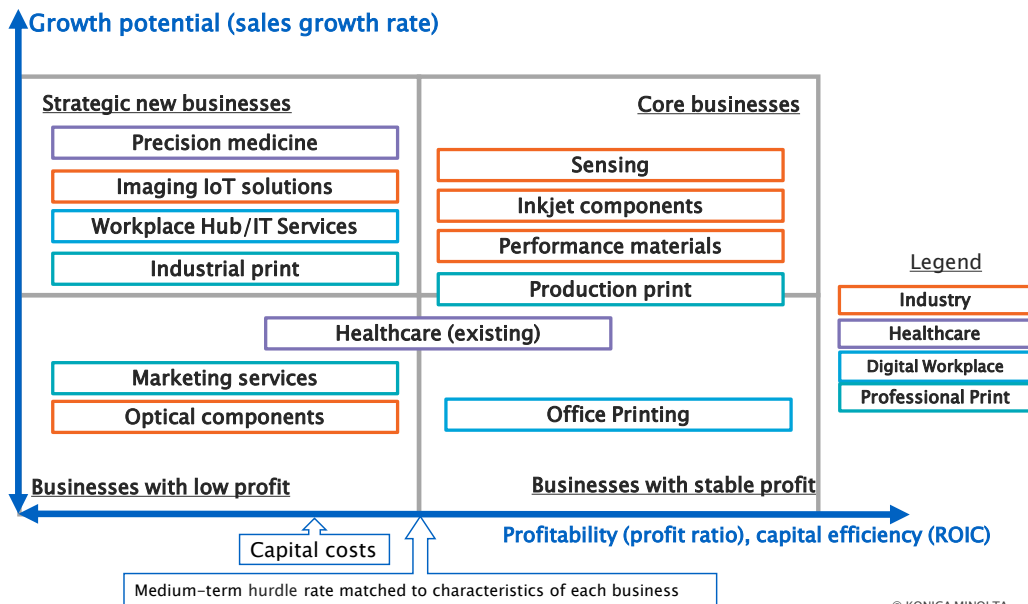 Growth potential (sales growth rate)
Strategic new businesses
Precision medicine
Imaging IoT solutions
Workplace Hub/IT Services
Industrial print
Core businesses
Sensing
Inkjet components
Performance materials
Production print
Healthcare (existing)
Marketing services
Optical components
Businesses with low profit
Office Printing
Businesses with stable profit
Legend
Industry
Healthcare
Digital Workplace
Professional Print
Profitability (profit ratio), capital efficiency (ROIC)
Capital costs
Medium-term hurdle rate matched to characteristics of each business
© KONICA MINOLTA